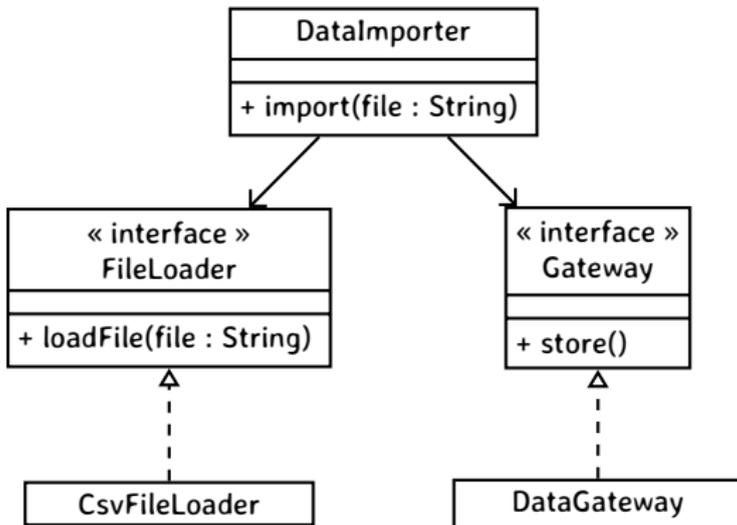 DataImporter
+ import(file : String)
« interface »
FileLoader
+ loadFile(file : String)
« interface »
Gateway
+ store()
CsvFileLoader
DataGateway